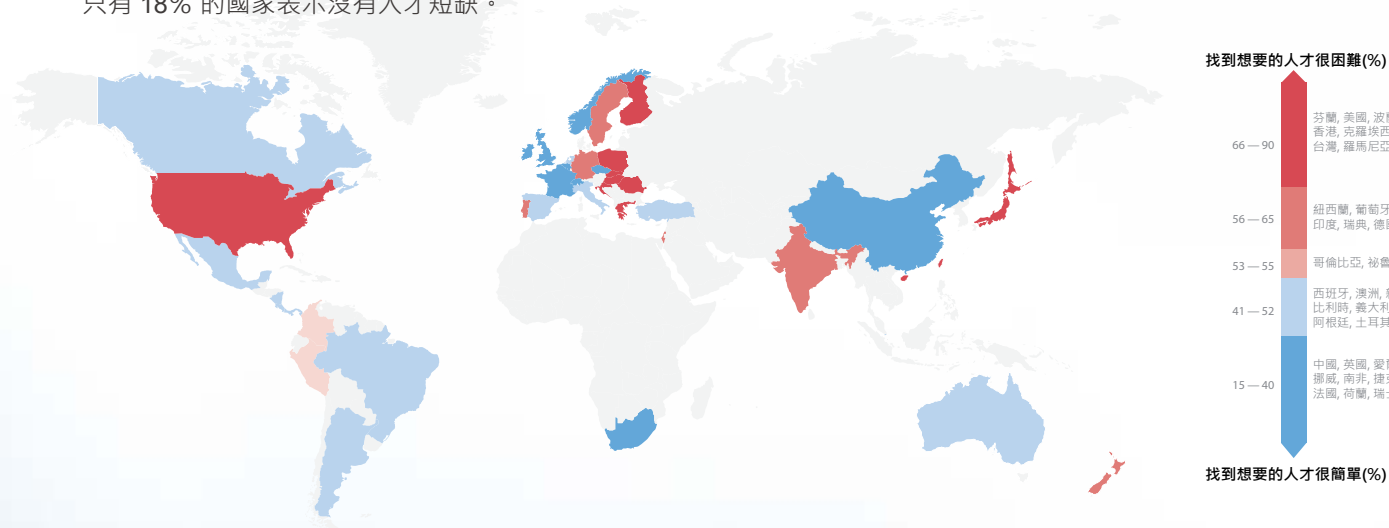 只有 18% 的國家表示沒有人才短缺。
找到想要的人才很困難(%)
66 — 90
芬蘭, 美國, 波
香港, 克羅埃西
台灣, 羅馬尼亞
56 — 65
紐西蘭, 葡萄牙
印度, 瑞典, 德
53 — 55
哥倫比亞, 祕魯
41 — 52
西班牙, 澳洲,
比利時, 義大利
阿根廷, 土耳其
15 — 40
中國, 英國, 愛
挪威, 南非, 捷
法國, 荷蘭, 瑞
找到想要的人才很簡單(%)